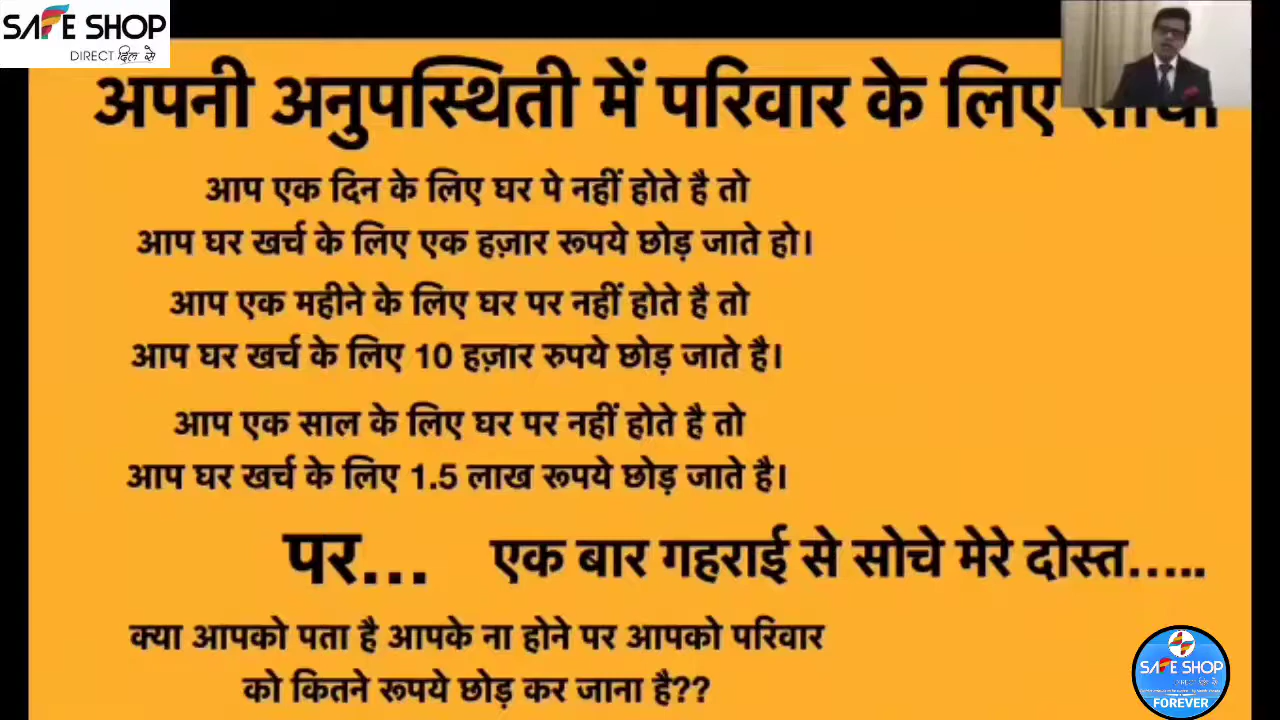 SAFE SHOP
DIRECT दिल से
अपनी अनुपस्थिती में परिवार के लिए
आप एक दिन के लिए घर पे नहीं होते है तो
आप घर खर्च के लिए एक हज़ार रूपये छोड़ जाते हो।
आप एक महीने के लिए घर पर नहीं होते है तो
आप घर खर्च के लिए 10 हज़ार रुपये छोड़ जाते है।
आप एक साल के लिए घर पर नहीं होते है तो
आप घर खर्च के लिए 1.5 लाख रूपये छोड़ जाते है।
पर... एक बार गहराई से सोचे मेरे दोस्त.....
क्या आपको पता है आपके ना होने पर आपको परिवार
को कितने रूपये छोड़ कर जाना है??
SAFE SHOP
DIRECT दिल से
FOREVER